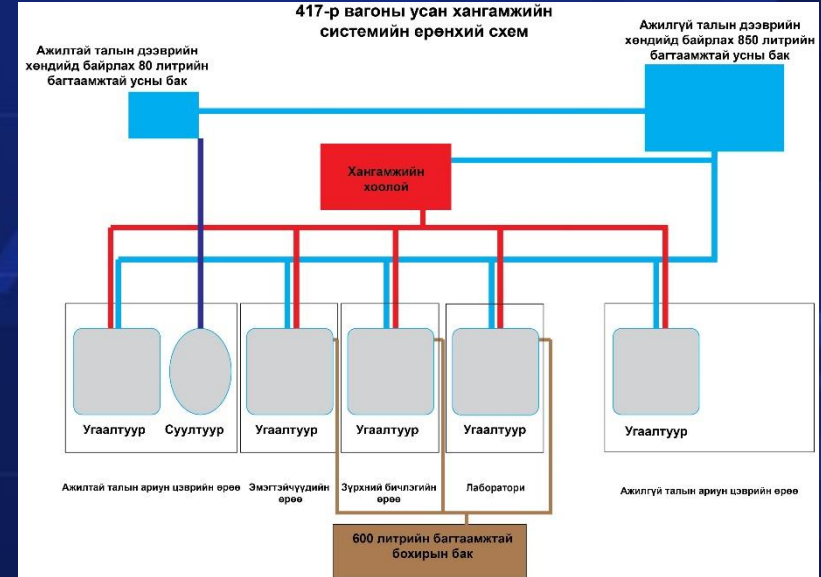 417-р вагоны усан хангамжийн
системийн ерөнхий схем
Ажилтай талын дээврийн
хөндийд байрлах 80 литрийн
багтаамжтай усны бак
Ажилгүй талын дээврийн
хөндийд байрлах 850 литрийн
багтаамжтай усны бак
Хангамжийн
хоолой
Угаалтуур
Суултуур
Угаалтуур
Угаалтуур
Угаалтуур
Угаалтуур
Ажилтай талын ариун цэврийн өрөө
Эмэгтэйчүүдийн
өрөө
Зүрхний бичлэгийн
өрөө
Лаборатори
Ажилгүй талын ариун цэврийн өрөө
600 литрийн багтаамжтай
бохирын бак